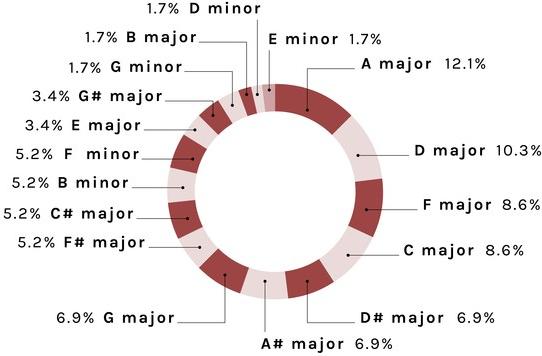 1.7% D minor
1.7% B major
E minor 1.7%
1.7% G minor
A major 12.1%
3.4% G# major
3.4% E major
D major 10.3%
5.2% F minor
5.2% B minor
F major 8.6%
5.2% C# major
5.2% F# major
C major 8.6%
6.9% G major
D# major 6.9%
A# major 6.9%